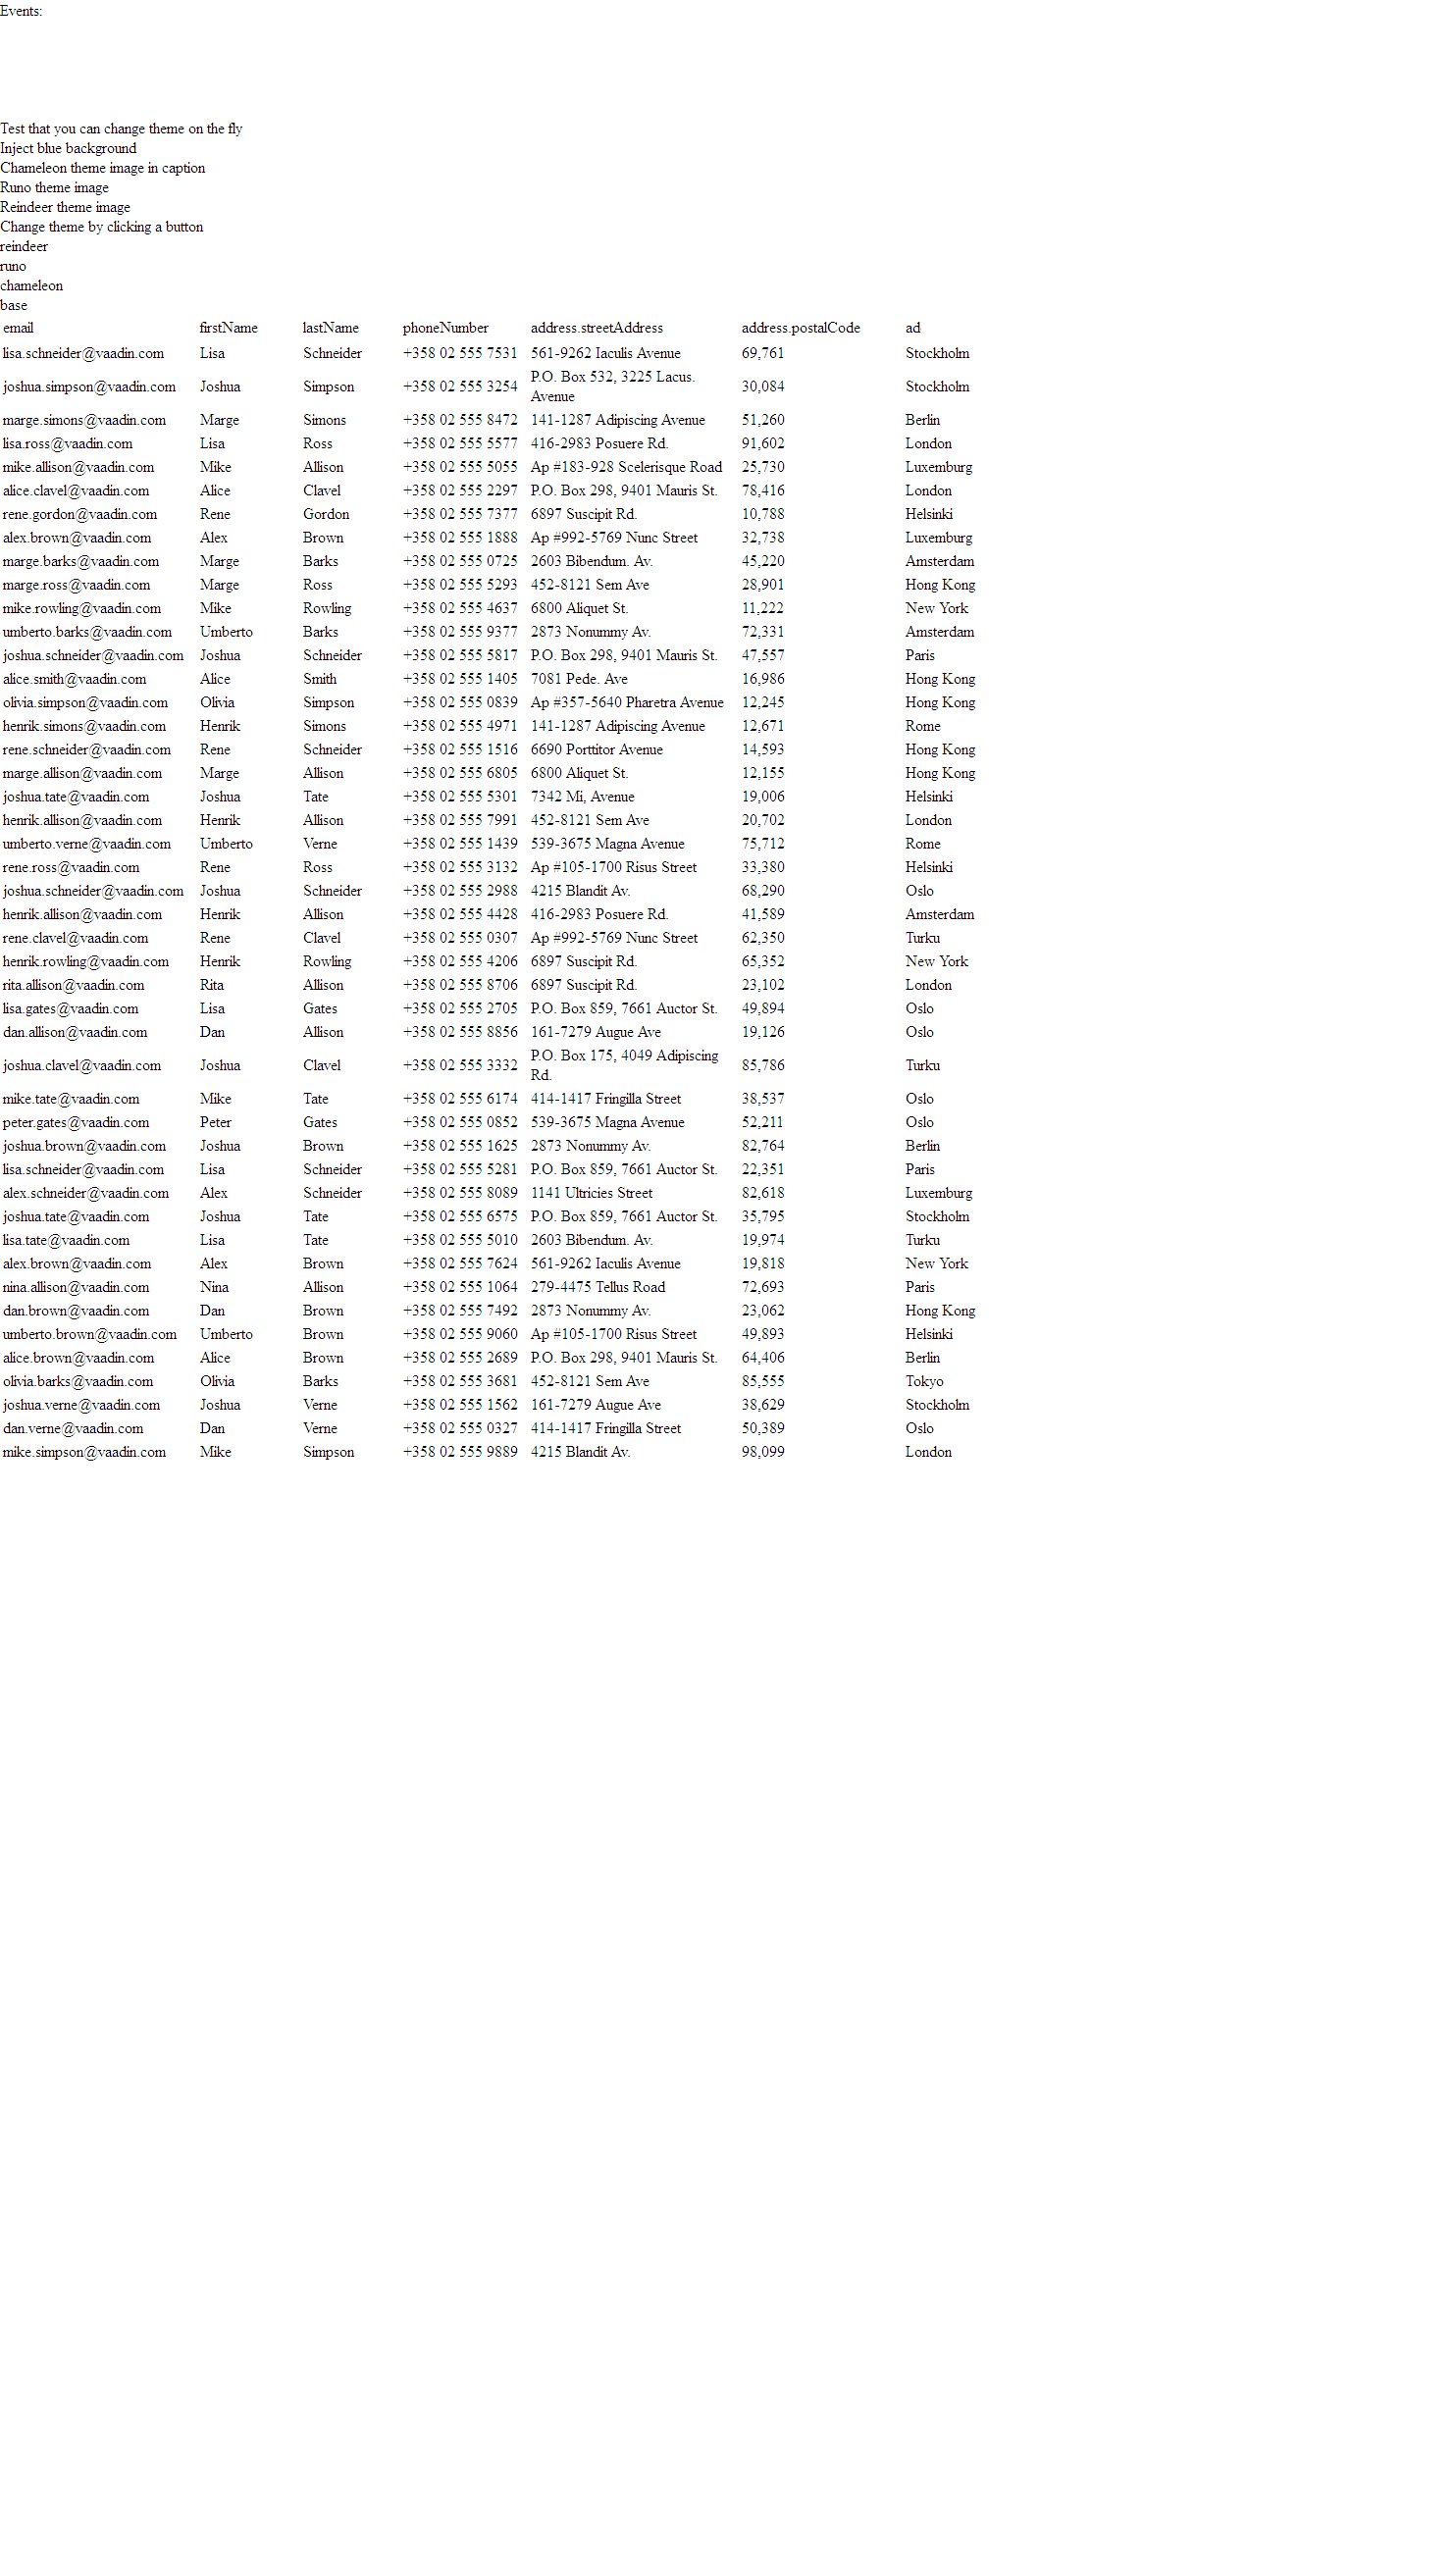 Events:
Test that you can change theme on the fly
Inject blue background
Chameleon theme image in caption
Runo theme image
Reindeer theme image
Change theme by clicking a button
reindeer
runo
chameleon
base
email firstName lastName phoneNumber address.streetAddress address.postalCode ad
lisa.schneider@vaadin.com Lisa Schneider +358 02 555 7531 561-9262 Iaculis Avenue 69,761 Stockholm
joshua.simpson@vaadin.com Joshua Simpson +358 02 555 3254 P.O. Box 532, 3225 Lacus. Avenue 30,084 Stockholm
marge.simons@vaadin.com Marge Simons +358 02 555 8472 141-1287 Adipiscing Avenue 51,260 Berlin
lisa.ross@vaadin.com Lisa Ross +358 02 555 5577 416-2983 Posuere Rd. 91,602 London
mike.allison@vaadin.com Mike Allison +358 02 555 5055 Ap #183-928 Scelerisque Road 25,730 Luxemburg
alice.clavel@vaadin.com Alice Clavel +358 02 555 2297 P.O. Box 298, 9401 Mauris St. 78,416 London
rene.gordon@vaadin.com Rene Gordon +358 02 555 7377 6897 Suscipit Rd. 10,788 Helsinki
alex.brown@vaadin.com Alex Brown +358 02 555 1888 Ap #992-5769 Nunc Street 32,738 Luxemburg
marge.barks@vaadin.com Marge Barks +358 02 555 0725 2603 Bibendum. Av. 45,220 Amsterdam
marge.ross@vaadin.com Marge Ross +358 02 555 5293 452-8121 Sem Ave 28,901 Hong Kong
mike.rowling@vaadin.com Mike Rowling +358 02 555 4637 6800 Aliquet St. 11,222 New York
umberto.barks@vaadin.com Umberto Barks +358 02 555 9377 2873 Nonummy Av. 72,331 Amsterdam
joshua.schneider@vaadin.com Joshua Schneider +358 02 555 5817 P.O. Box 298, 9401 Mauris St. 47,557 Paris
alice.smith@vaadin.com Alice Smith +358 02 555 1405 7081 Pede. Ave 16,986 Hong Kong
olivia.simpson@vaadin.com Olivia Simpson +358 02 555 0839 Ap #357-5640 Pharetra Avenue 12,245 Hong Kong
henrik.simons@vaadin.com Henrik Simons +358 02 555 4971 141-1287 Adipiscing Avenue 12,671 Rome
rene.schneider@vaadin.com Rene Schneider +358 02 555 1516 6690 Porttitor Avenue 14,593 Hong Kong
marge.allison@vaadin.com Marge Allison +358 02 555 6805 6800 Aliquet St. 12,155 Hong Kong
joshua.tate@vaadin.com Joshua Tate +358 02 555 5301 7342 Mi, Avenue 19,006 Helsinki
henrik.allison@vaadin.com Henrik Allison +358 02 555 7991 452-8121 Sem Ave 20,702 London
umberto.verne@vaadin.com Umberto Verne +358 02 555 1439 539-3675 Magna Avenue 75,712 Rome
rene.ross@vaadin.com Rene Ross +358 02 555 3132 Ap #105-1700 Risus Street 33,380 Helsinki
joshua.schneider@vaadin.com Joshua Schneider +358 02 555 2988 4215 Blandit Av. 68,290 Oslo
henrik.allison@vaadin.com Henrik Allison +358 02 555 4428 416-2983 Posuere Rd. 41,589 Amsterdam
rene.clavel@vaadin.com Rene Clavel +358 02 555 0307 Ap #992-5769 Nunc Street 62,350 Turku
henrik.rowling@vaadin.com Henrik Rowling +358 02 555 4206 6897 Suscipit Rd. 65,352 New York
rita.allison@vaadin.com Rita Allison +358 02 555 8706 6897 Suscipit Rd. 23,102 London
lisa.gates@vaadin.com Lisa Gates +358 02 555 2705 P.O. Box 859, 7661 Auctor St. 49,894 Oslo
dan.allison@vaadin.com Dan Allison +358 02 555 8856 161-7279 Augue Ave 19,126 Oslo
joshua.clavel@vaadin.com Joshua Clavel +358 02 555 3332 P.O. Box 175, 4049 Adipiscing Rd. 85,786 Turku
mike.tate@vaadin.com Mike Tate +358 02 555 6174 414-1417 Fringilla Street 38,537 Oslo
peter.gates@vaadin.com Peter Gates +358 02 555 0852 539-3675 Magna Avenue 52,211 Oslo
joshua.brown@vaadin.com Joshua Brown +358 02 555 1625 2873 Nonummy Av. 82,764 Berlin
lisa.schneider@vaadin.com Lisa Schneider +358 02 555 5281 P.O. Box 859, 7661 Auctor St. 22,351 Paris
alex.schneider@vaadin.com Alex Schneider +358 02 555 8089 1141 Ultricies Street 82,618 Luxemburg
joshua.tate@vaadin.com Joshua Tate +358 02 555 6575 P.O. Box 859, 7661 Auctor St. 35,795 Stockholm
lisa.tate@vaadin.com Lisa Tate +358 02 555 5010 2603 Bibendum. Av. 19,974 Turku
alex.brown@vaadin.com Alex Brown +358 02 555 7624 561-9262 Iaculis Avenue 19,818 New York
nina.allison@vaadin.com Nina Allison +358 02 555 1064 279-4475 Tellus Road 72,693 Paris
dan.brown@vaadin.com Dan Brown +358 02 555 7492 2873 Nonummy Av. 23,062 Hong Kong
umberto.brown@vaadin.com Umberto Brown +358 02 555 9060 Ap #105-1700 Risus Street 49,893 Helsinki
alice.brown@vaadin.com Alice Brown +358 02 555 2689 P.O. Box 298, 9401 Mauris St. 64,406 Berlin
olivia.barks@vaadin.com Olivia Barks +358 02 555 3681 452-8121 Sem Ave 85,555 Tokyo
joshua.verne@vaadin.com Joshua Verne +358 02 555 1562 161-7279 Augue Ave 38,629 Stockholm
dan.verne@vaadin.com Dan Verne +358 02 555 0327 414-1417 Fringilla Street 50,389 Oslo
mike.simpson@vaadin.com Mike Simpson +358 02 555 9889 4215 Blandit Av. 98,099 London